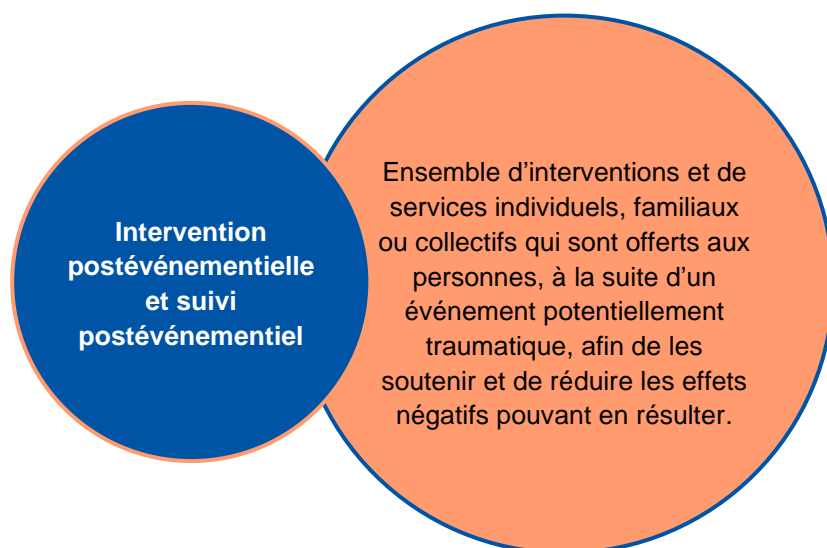 Intervention
postévénementielle
et suivi
postévénementiel
Ensemble d’interventions et de
services individuels, familiaux
ou collectifs qui sont offerts aux
personnes, à la suite d’un
événement potentiellement
traumatique, afin de les
soutenir et de réduire les effets
négatifs pouvant en résulter.